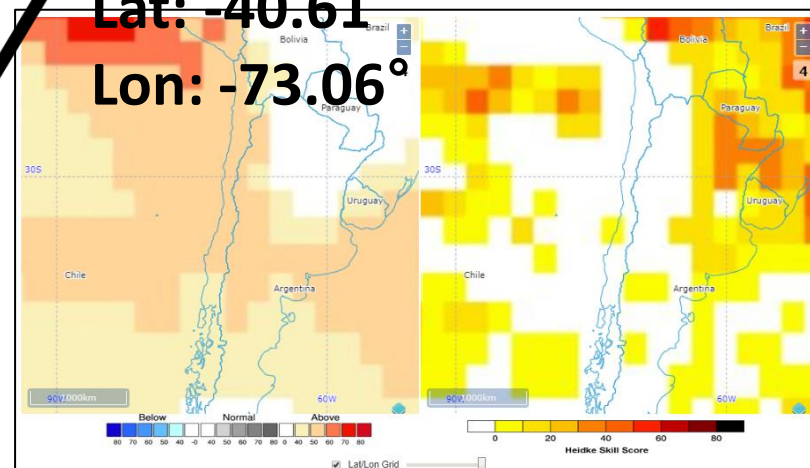 Lat: -40.61
Lon: -73.06°
Bolivia
Brazil
+
−
Paraguay
30S
Uruguay
Chile
Argentina
90W
1000km
60W
Bolivia
Brazil
+
−
4
Paraguay
30S
Uruguay
Chile
Argentina
90W
1000km
60W
Below Normal Above
80 70 60 50 40 -0 40 50 60 70 80 0 40 50 60 70 80
0 20 40 60 80
Heidke Skill Score
Lat/Lon Grid